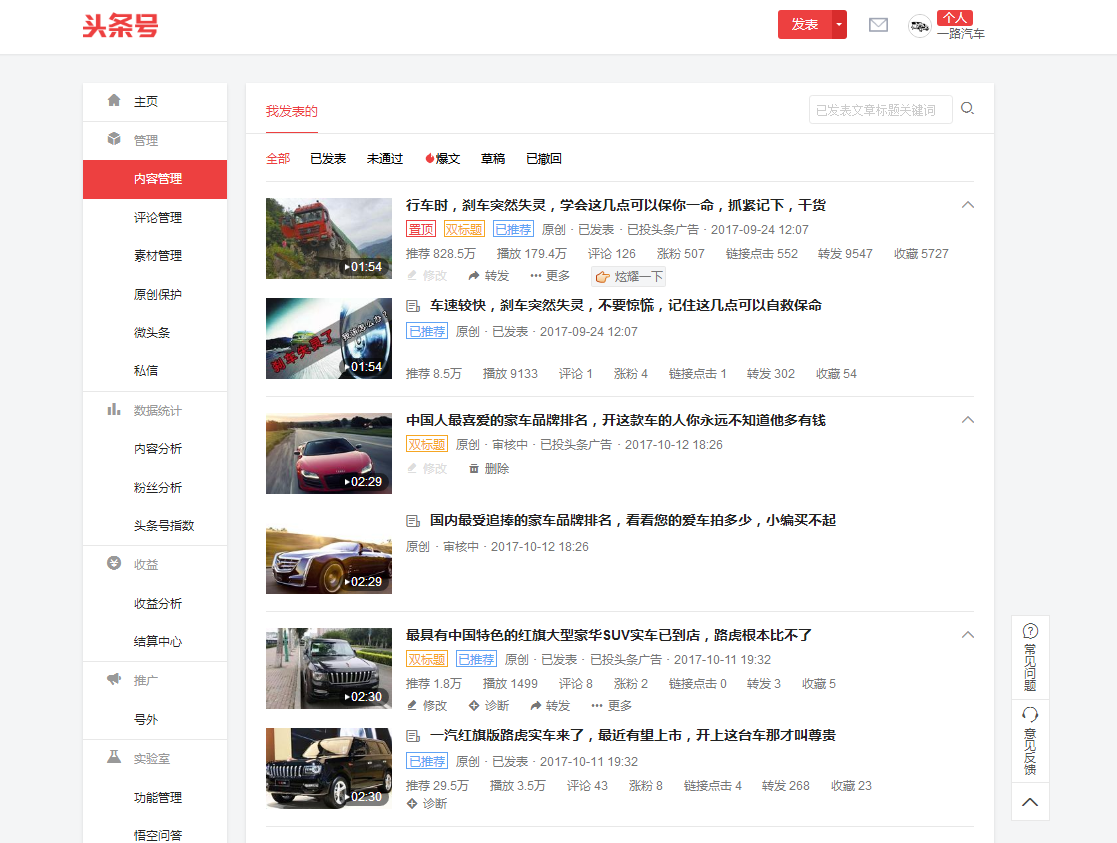 头条号
发表
个人
一路汽车
主页
管理
内容管理
评论管理
素材管理
原创保护
微头条
私信
数据统计
内容分析
粉丝分析
头条号指数
收益
收益分析
结算中心
推广
号外
实验室
功能管理
悟空问答
我发表的
已发表文章标题关键词
全部 已发表 未通过 爆文 草稿 已撤回
01:54
行车时，刹车突然失灵，学会这几点可以保你一命，抓紧记下，干货
置顶 双标题 已推荐 原创 · 已发表 · 已投头条广告 · 2017-09-24 12:07
推荐 828.5万 播放 179.4万 评论 126 涨粉 507 链接点击 552 转发 9547 收藏 5727
修改 转发 ··· 更多 炫耀一下
刹车失灵了
我该怎么办？
01:54
车速较快，刹车突然失灵，不要惊慌，记住这几点可以自救保命
已推荐 原创 · 已发表 · 2017-09-24 12:07
推荐 8.5万 播放 9133 评论 1 涨粉 4 链接点击 1 转发 302 收藏 54
02:29
中国人最喜爱的豪车品牌排名，开这款车的人你永远不知道他多有钱
双标题 原创 · 审核中 · 已投头条广告 · 2017-10-12 18:26
修改 删除
02:29
国内最受追捧的豪车品牌排名，看看您的爱车拍多少，小编买不起
原创 · 审核中 · 2017-10-12 18:26
02:30
最具有中国特色的红旗大型豪华SUV实车已到店，路虎根本比不了
双标题 已推荐 原创 · 已发表 · 已投头条广告 · 2017-10-11 19:32
推荐 1.8万 播放 1499 评论 8 涨粉 2 链接点击 0 转发 3 收藏 5
修改 诊断 转发 ··· 更多
02:30
一汽红旗版路虎实车来了，最近有望上市，开上这台车那才叫尊贵
已推荐 原创 · 已发表 · 2017-10-11 19:32
推荐 29.5万 播放 3.5万 评论 43 涨粉 8 链接点击 4 转发 268 收藏 23
诊断
常见问题
意见反馈